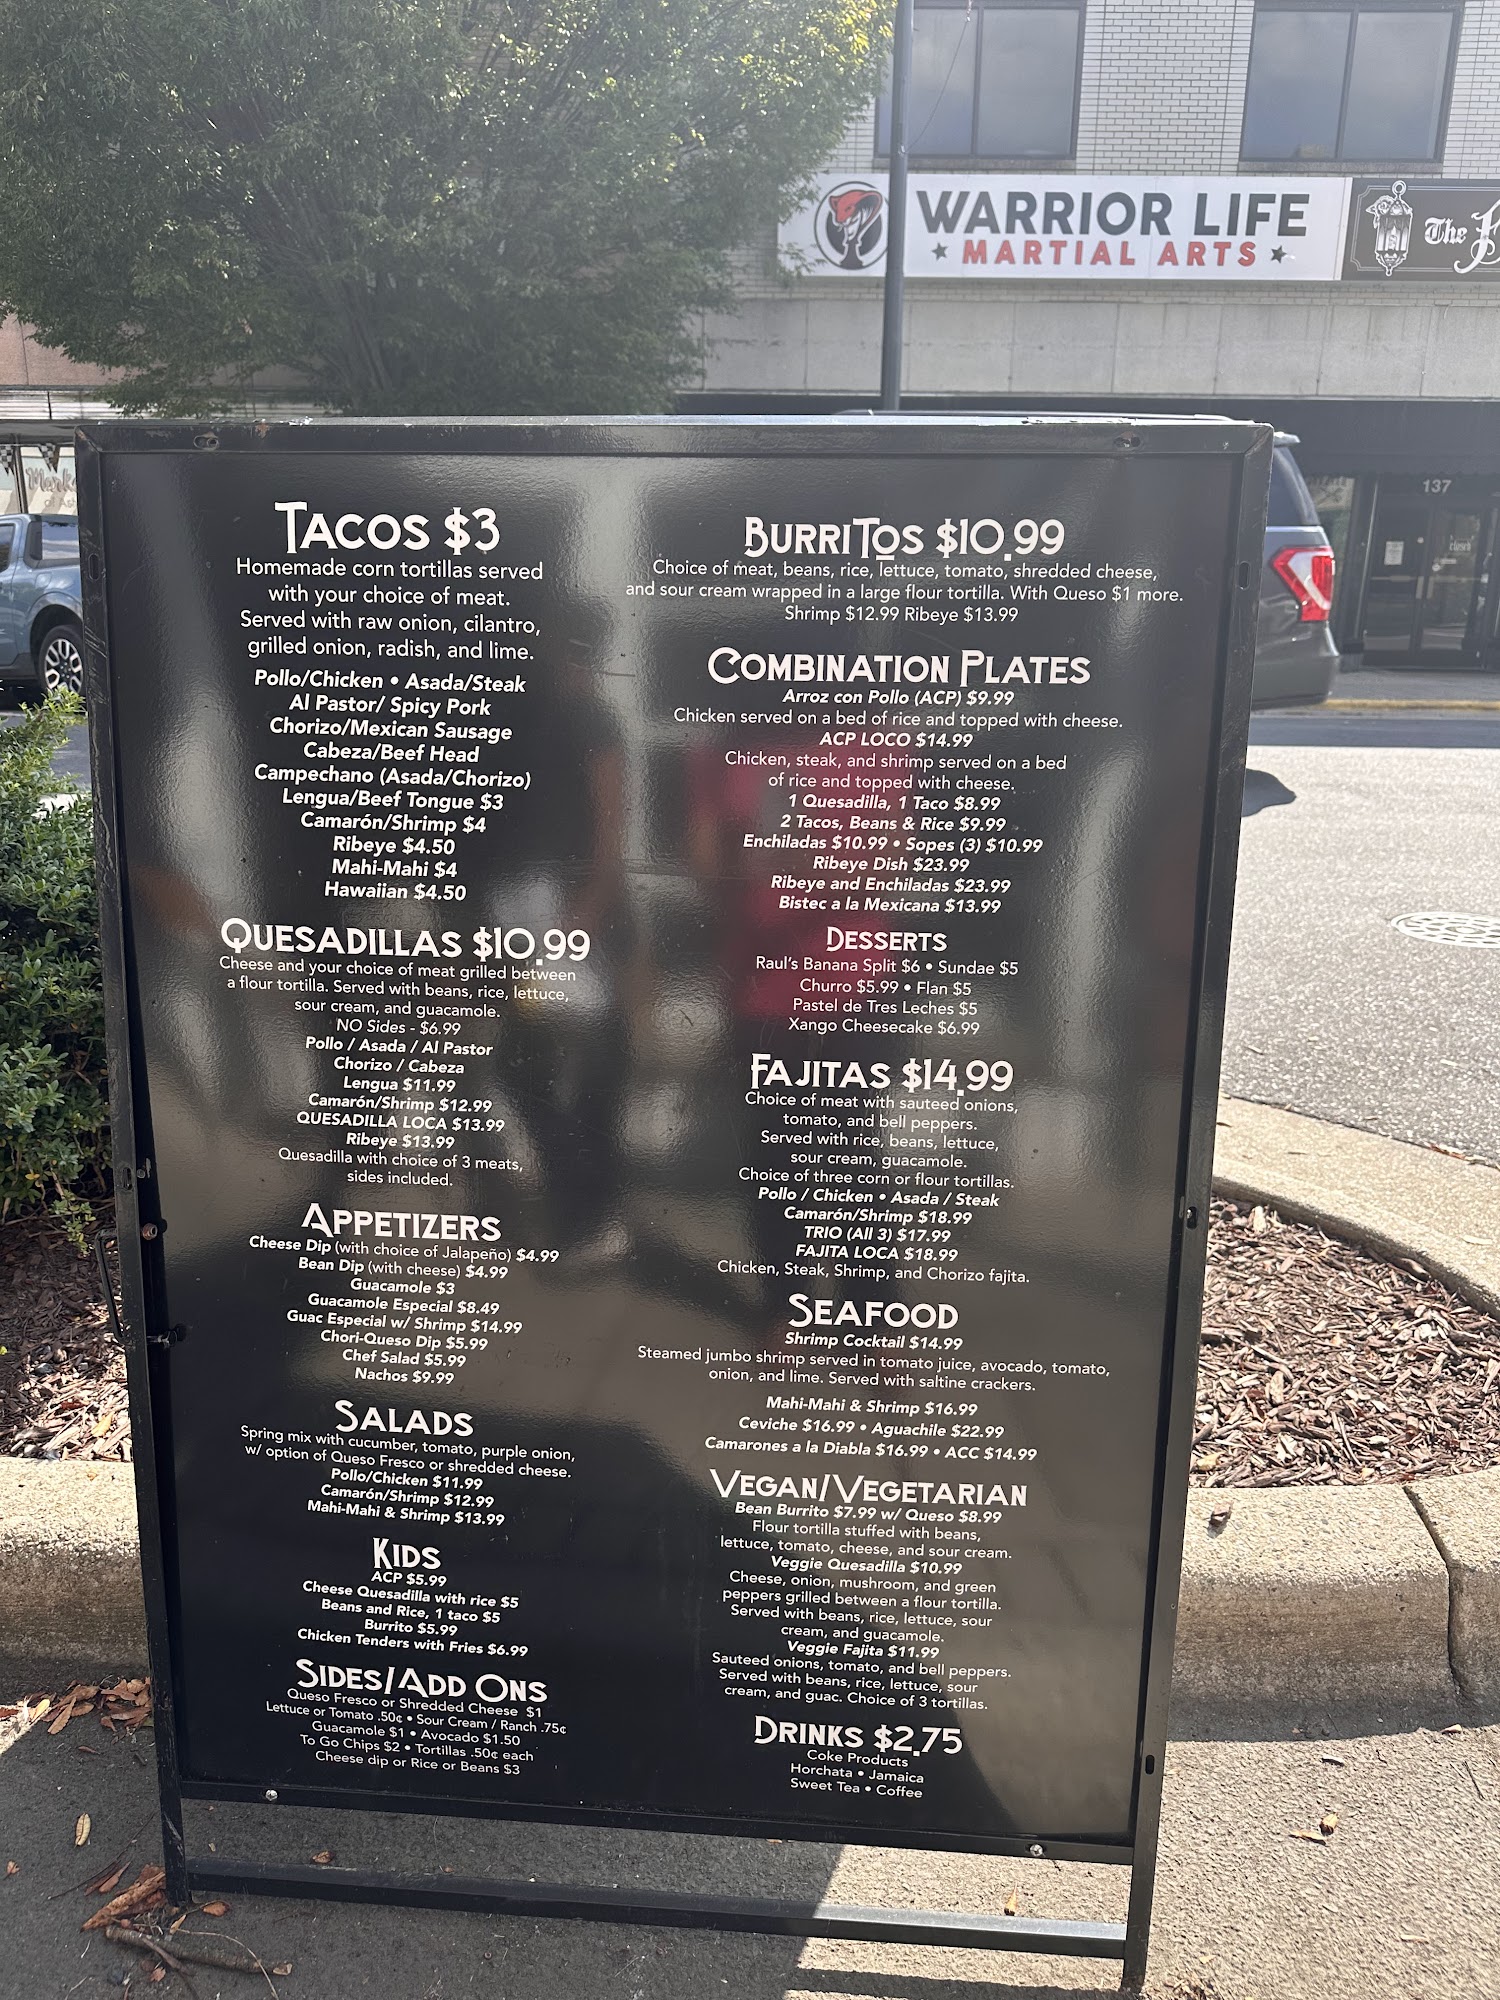 WARRIOR LIFE
MARTIAL ARTS
The
137
TACOS $3
Homemade corn tortillas served
with your choice of meat.
Served with raw onion, cilantro,
grilled onion, radish, and lime.
Pollo/Chicken • Asada/Steak
Al Pastor/ Spicy Pork
Chorizo/Mexican Sausage
Cabeza/Beef Head
Campechano (Asada/Chorizo)
Lengua/Beef Tongue $3
Camarón/Shrimp $4
Ribeye $4.50
Mahi-Mahi $4
Hawaiian $4.50
QUESADILLAS $10.99
Cheese and your choice of meat grilled between
a flour tortilla. Served with beans, rice, lettuce,
sour cream, and guacamole.
NO Sides - $6.99
Pollo / Asada / Al Pastor
Chorizo / Cabeza
Lengua $11.99
Camarón/Shrimp $12.99
QUESADILLA LOCA $13.99
Ribeye $13.99
Quesadilla with choice of 3 meats,
sides included.
APPETIZERS
Cheese Dip (with choice of Jalapeño) $4.99
Bean Dip (with cheese) $4.99
Guacamole $3
Guacamole Especial $8.49
Guac Especial w/ Shrimp $14.99
Chori-Queso Dip $5.99
Chef Salad $5.99
Nachos $9.99
SALADS
Spring mix with cucumber, tomato, purple onion,
w/ option of Queso Fresco or shredded cheese.
Pollo/Chicken $11.99
Camarón/Shrimp $12.99
Mahi-Mahi & Shrimp $13.99
KIDS
ACP $5.99
Cheese Quesadilla with rice $5
Beans and Rice, 1 taco $5
Burrito $5.99
Chicken Tenders with Fries $6.99
SIDES/ADD ONS
Queso Fresco or Shredded Cheese $1
Lettuce or Tomato .50¢ • Sour Cream / Ranch .75¢
Guacamole $1 • Avocado $1.50
To Go Chips $2 • Tortillas .50¢ each
Cheese dip or Rice or Beans $3
BURRITOS $10.99
Choice of meat, beans, rice, lettuce, tomato, shredded cheese,
and sour cream wrapped in a large flour tortilla. With Queso $1 more.
Shrimp $12.99 Ribeye $13.99
COMBINATION PLATES
Arroz con Pollo (ACP) $9.99
Chicken served on a bed of rice and topped with cheese.
ACP LOCO $14.99
Chicken, steak, and shrimp served on a bed
of rice and topped with cheese.
1 Quesadilla, 1 Taco $8.99
2 Tacos, Beans & Rice $9.99
Enchiladas $10.99 • Sopes (3) $10.99
Ribeye Dish $23.99
Ribeye and Enchiladas $23.99
Bistec a la Mexicana $13.99
DESSERTS
Raul's Banana Split $6 • Sundae $5
Churro $5.99 • Flan $5
Pastel de Tres Leches $5
Xango Cheesecake $6.99
FAJITAS $14.99
Choice of meat with sauteed onions,
tomato, and bell peppers.
Served with rice, beans, lettuce,
sour cream, guacamole.
Choice of three corn or flour tortillas.
Pollo / Chicken • Asada / Steak
Camarón/Shrimp $18.99
TRIO (All 3) $17.99
FAJITA LOCA $18.99
Chicken, Steak, Shrimp, and Chorizo fajita.
SEAFOOD
Shrimp Cocktail $14.99
Steamed jumbo shrimp served in tomato juice, avocado, tomato,
onion, and lime. Served with saltine crackers.
Mahi-Mahi & Shrimp $16.99
Ceviche $16.99 • Aguachile $22.99
Camarones a la Diabla $16.99 • ACC $14.99
VEGAN/VEGETARIAN
Bean Burrito $7.99 w/ Queso $8.99
Flour tortilla stuffed with beans,
lettuce, tomato, cheese, and sour cream.
Veggie Quesadilla $10.99
Cheese, onion, mushroom, and green
peppers grilled between a flour tortilla.
Served with beans, rice, lettuce, sour
cream, and guacamole.
Veggie Fajita $11.99
Sauteed onions, tomato, and bell peppers.
Served with beans, rice, lettuce, sour
cream, and guac. Choice of 3 tortillas.
DRINKS $2.75
Coke Products
Horchata • Jamaica
Sweet Tea • Coffee